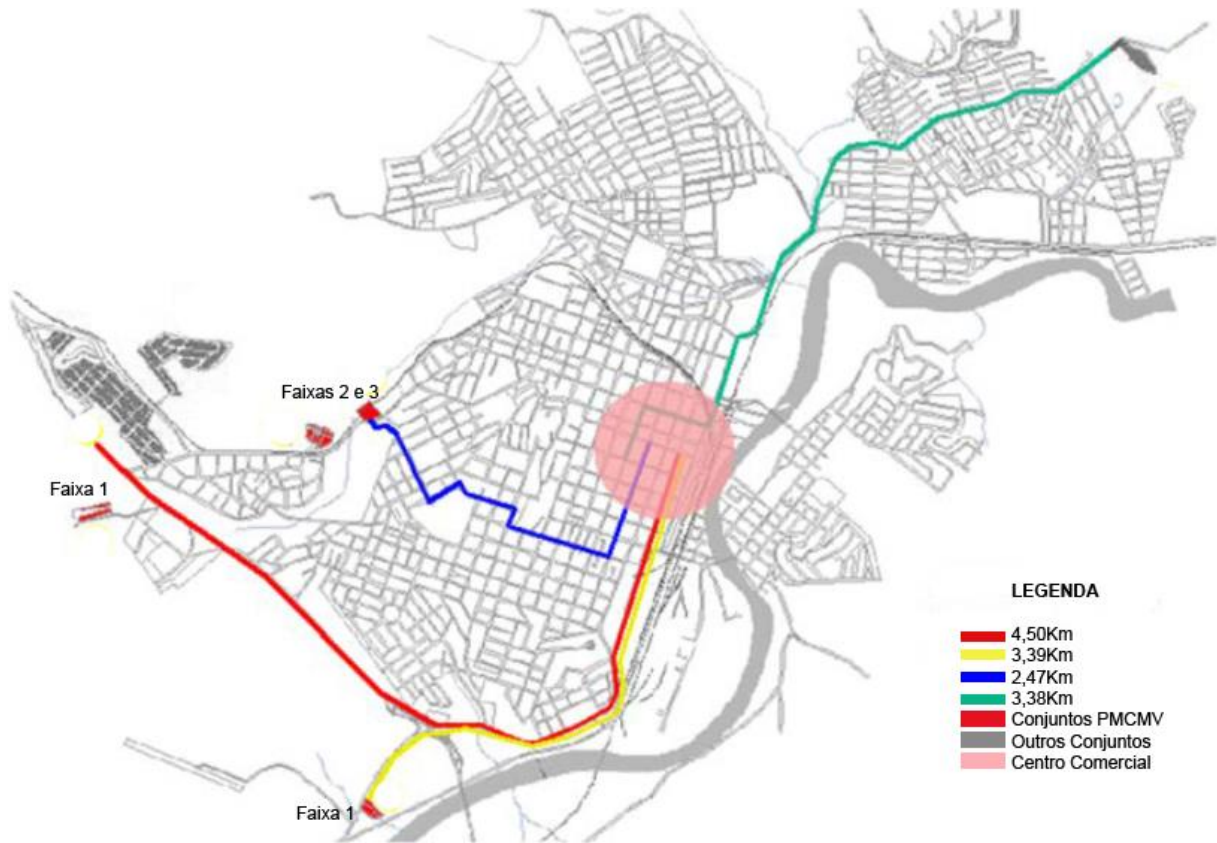 Faixas 2 e 3
Faixa 1
Faixa 1
LEGENDA
4,50Km
3,39Km
2,47Km
3,38Km
Conjuntos PMCMV
Outros Conjuntos
Centro Comercial